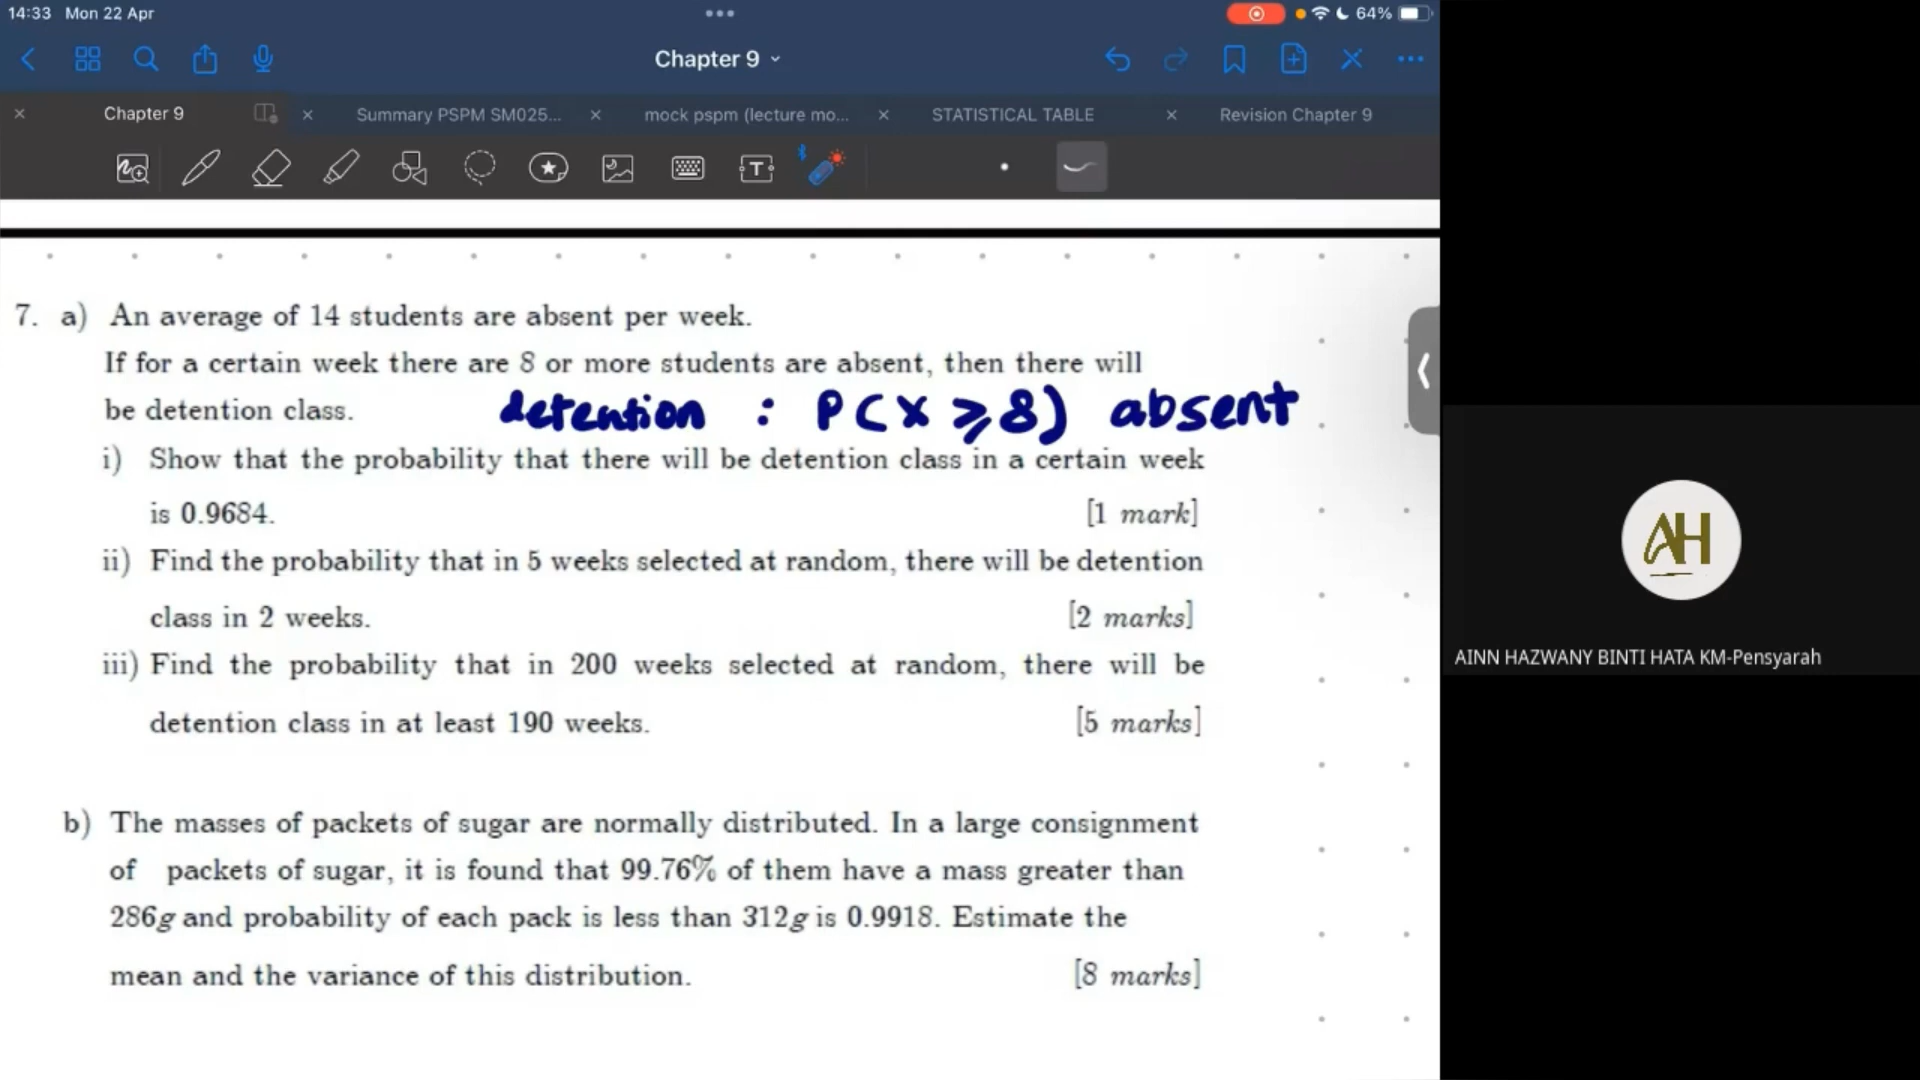 14:33 Mon 22 Apr
64%
Chapter 9
Chapter 9
Summary PSPM SM025...
mock pspm (lecture mo...
STATISTICAL TABLE
Revision Chapter 9
7. a) An average of 14 students are absent per week.
If for a certain week there are 8 or more students are absent, then there will
be detention class.
detention : P(X ⩾ 8) absent
i) Show that the probability that there will be detention class in a certain week
is 0.9684. [1 mark]
ii) Find the probability that in 5 weeks selected at random, there will be detention
class in 2 weeks. [2 marks]
iii) Find the probability that in 200 weeks selected at random, there will be
detention class in at least 190 weeks. [5 marks]
b) The masses of packets of sugar are normally distributed. In a large consignment
of packets of sugar, it is found that 99.76% of them have a mass greater than
286g and probability of each pack is less than 312g is 0.9918. Estimate the
mean and the variance of this distribution. [8 marks]
AH
AINN HAZWANY BINTI HATA KM-Pensyarah